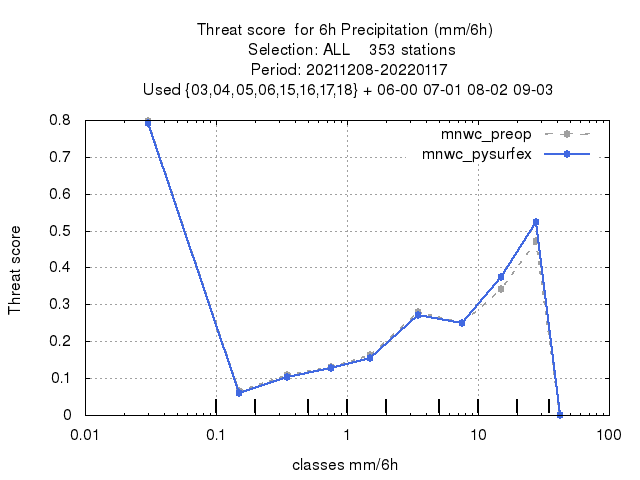 Threat score  for 6h Precipitation (mm/6h)
Selection: ALL    353 stations
Period: 20211208-20220117
Used {03,04,05,06,15,16,17,18} + 06-00 07-01 08-02 09-03
mnwc_preop
mnwc_pysurfex
Threat score
0.8
0.7
0.6
0.5
0.4
0.3
0.2
0.1
0
0.01
0.1
1
10
100
classes mm/6h